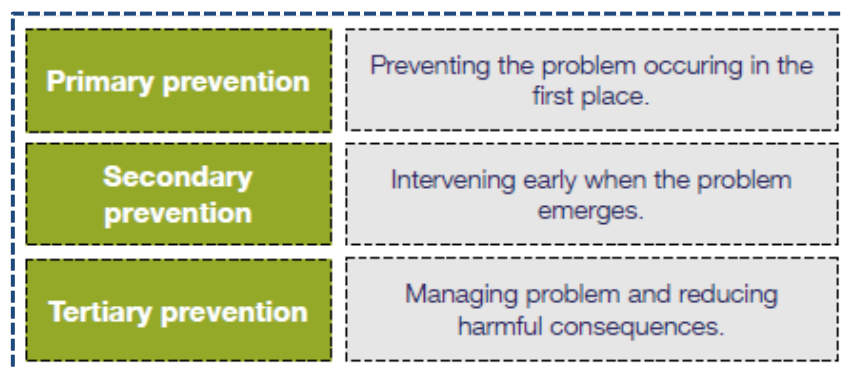 Primary prevention
Preventing the problem occuring in the
first place.
Secondary
prevention
Intervening early when the problem
emerges.
Tertiary prevention
Managing problem and reducing
harmful consequences.